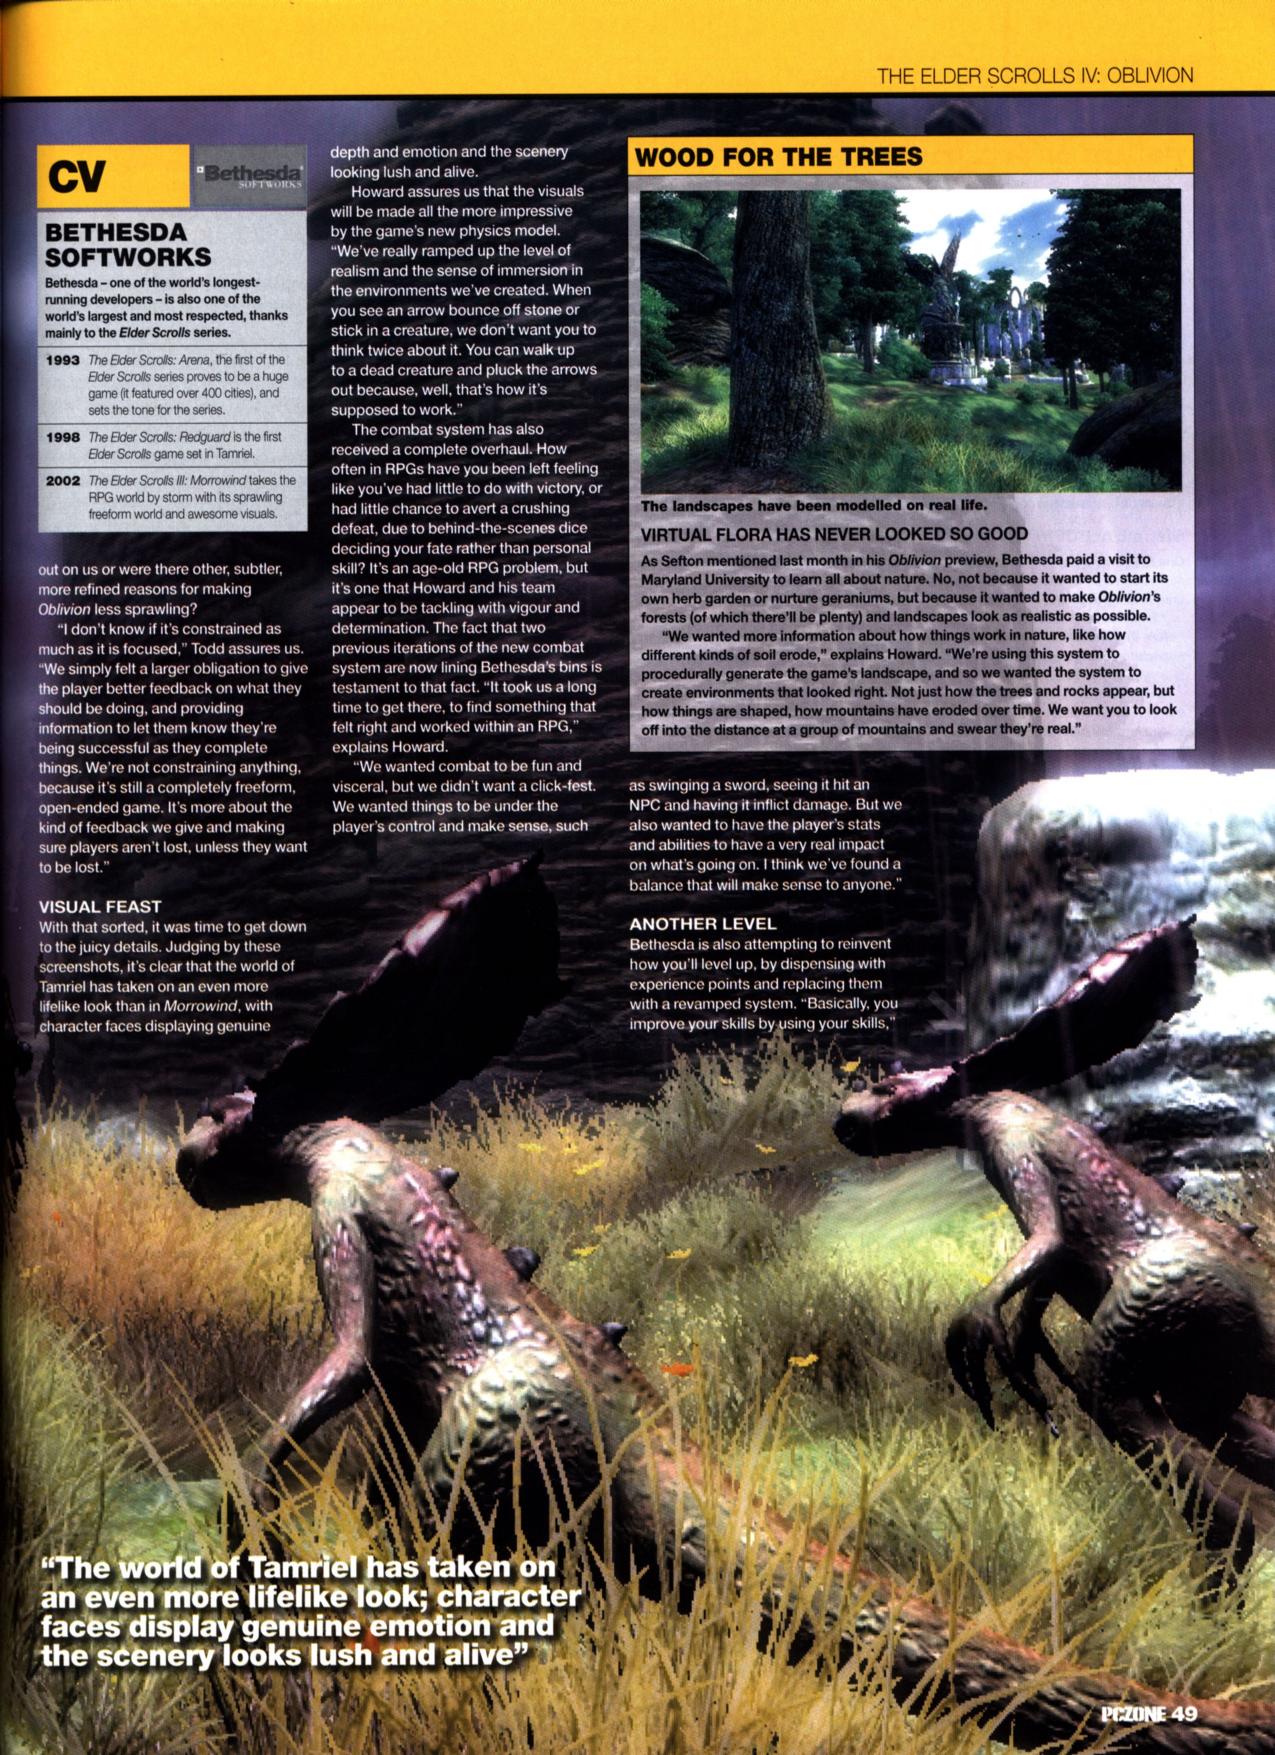 THE ELDER SCROLLS IV: OBLIVION
CV
Bethesda
SOFTWORKS
BETHESDA
SOFTWORKS
Bethesda – one of the world's longest-
running developers – is also one of the
world's largest and most respected, thanks
mainly to the Elder Scrolls series.
1993 The Elder Scrolls: Arena, the first of the
Elder Scrolls series proves to be a huge
game (it featured over 400 cities), and
sets the tone for the series.
1998 The Elder Scrolls: Redguard is the first
Elder Scrolls game set in Tamriel.
2002 The Elder Scrolls III: Morrowind takes the
RPG world by storm with its sprawling
freeform world and awesome visuals.
out on us or were there other, subtler,
more refined reasons for making
Oblivion less sprawling?
"I don't know if it's constrained as
much as it is focused," Todd assures us.
"We simply felt a larger obligation to give
the player better feedback on what they
should be doing, and providing
information to let them know they're
being successful as they complete
things. We're not constraining anything,
because it's still a completely freeform,
open-ended game. It's more about the
kind of feedback we give and making
sure players aren't lost, unless they want
to be lost."
VISUAL FEAST
With that sorted, it was time to get down
to the juicy details. Judging by these
screenshots, it's clear that the world of
Tamriel has taken on an even more
lifelike look than in Morrowind, with
character faces displaying genuine
depth and emotion and the scenery
looking lush and alive.
Howard assures us that the visuals
will be made all the more impressive
by the game's new physics model.
"We've really ramped up the level of
realism and the sense of immersion in
the environments we've created. When
you see an arrow bounce off stone or
stick in a creature, we don't want you to
think twice about it. You can walk up
to a dead creature and pluck the arrows
out because, well, that's how it's
supposed to work."
The combat system has also
received a complete overhaul. How
often in RPGs have you been left feeling
like you've had little to do with victory, or
had little chance to avert a crushing
defeat, due to behind-the-scenes dice
deciding your fate rather than personal
skill? It's an age-old RPG problem, but
it's one that Howard and his team
appear to be tackling with vigour and
determination. The fact that two
previous iterations of the new combat
system are now lining Bethesda's bins is
testament to that fact. "It took us a long
time to get there, to find something that
felt right and worked within an RPG,"
explains Howard.
"We wanted combat to be fun and
visceral, but we didn't want a click-fest.
We wanted things to be under the
player's control and make sense, such
WOOD FOR THE TREES
The landscapes have been modelled on real life.
VIRTUAL FLORA HAS NEVER LOOKED SO GOOD
As Sefton mentioned last month in his Oblivion preview, Bethesda paid a visit to
Maryland University to learn all about nature. No, not because it wanted to start its
own herb garden or nurture geraniums, but because it wanted to make Oblivion's
forests (of which there'll be plenty) and landscapes look as realistic as possible.
"We wanted more information about how things work in nature, like how
different kinds of soil erode," explains Howard. "We're using this system to
procedurally generate the game's landscape, and so we wanted the system to
create environments that looked right. Not just how the trees and rocks appear, but
how things are shaped, how mountains have eroded over time. We want you to look
off into the distance at a group of mountains and swear they're real."
as swinging a sword, seeing it hit an
NPC and having it inflict damage. But we
also wanted to have the player's stats
and abilities to have a very real impact
on what's going on. I think we've found a
balance that will make sense to anyone."
ANOTHER LEVEL
Bethesda is also attempting to reinvent
how you'll level up, by dispensing with
experience points and replacing them
with a revamped system. "Basically, you
improve your skills by using your skills,"
"The world of Tamriel has taken on
an even more lifelike look; character
faces display genuine emotion and
the scenery looks lush and alive"
PCZONE 49